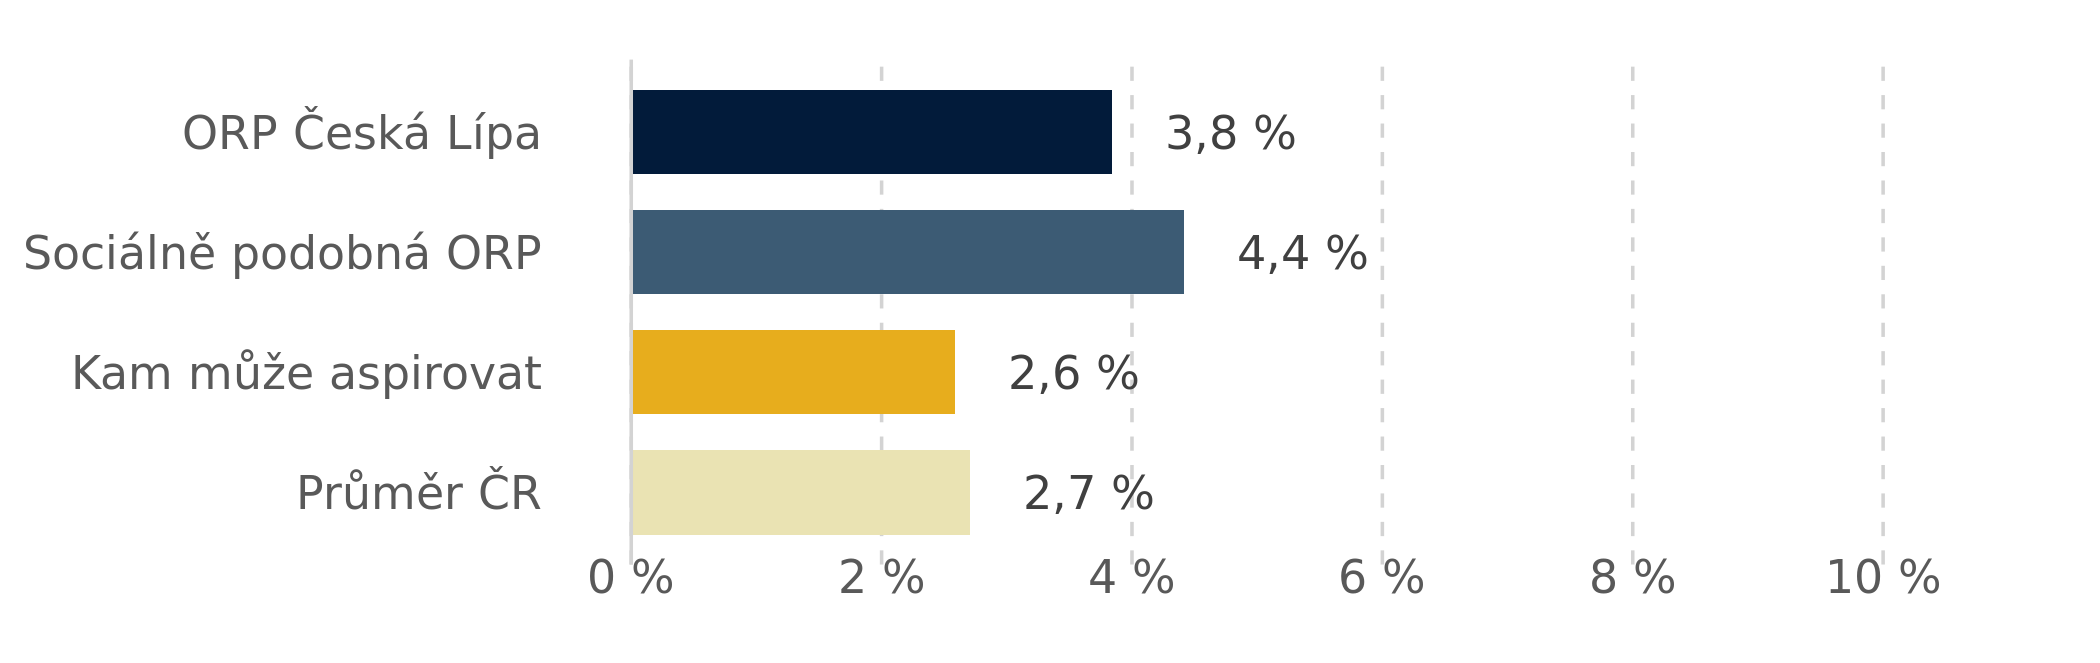 ORP Česká Lípa 3,8 %
Sociálně podobná ORP 4,4 %
Kam může aspirovat 2,6 %
Průměr ČR 2,7 %
0 % 2 % 4 % 6 % 8 % 10 %